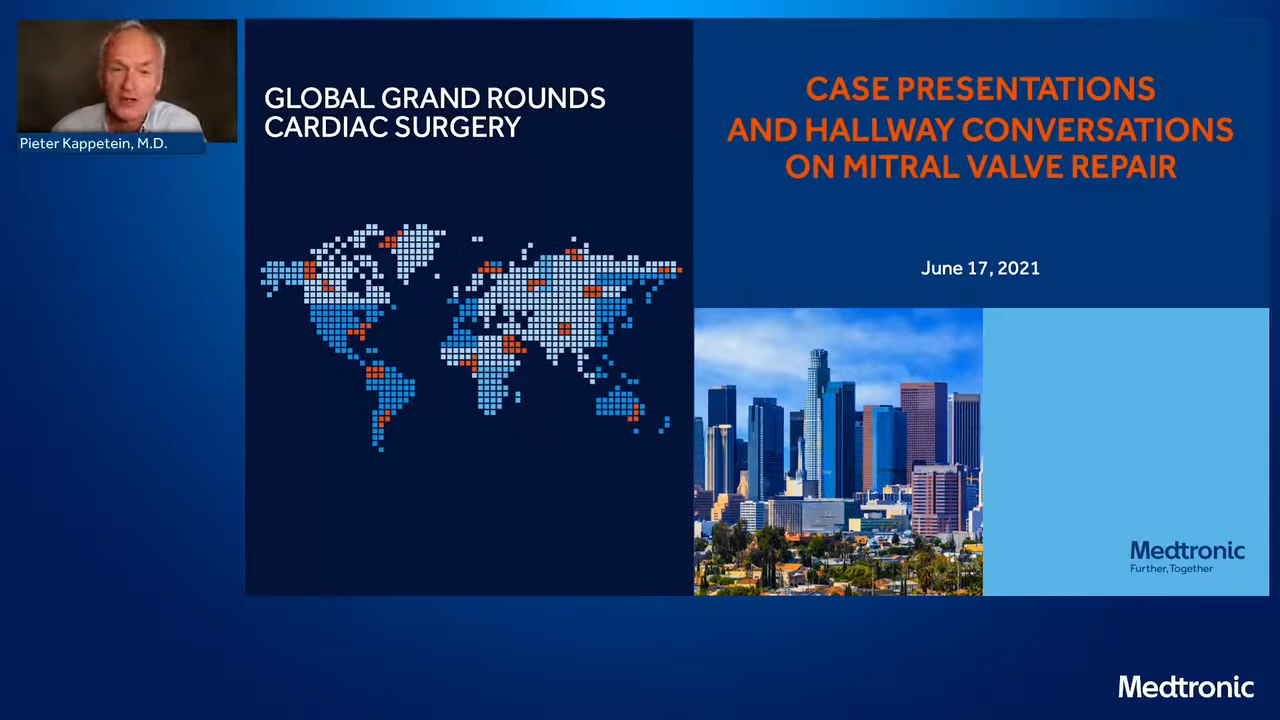 Pieter Kappetein, M.D.
GLOBAL GRAND ROUNDS
CARDIAC SURGERY
CASE PRESENTATIONS
AND HALLWAY CONVERSATIONS
ON MITRAL VALVE REPAIR
June 17, 2021
Medtronic
Further, Together
Medtronic